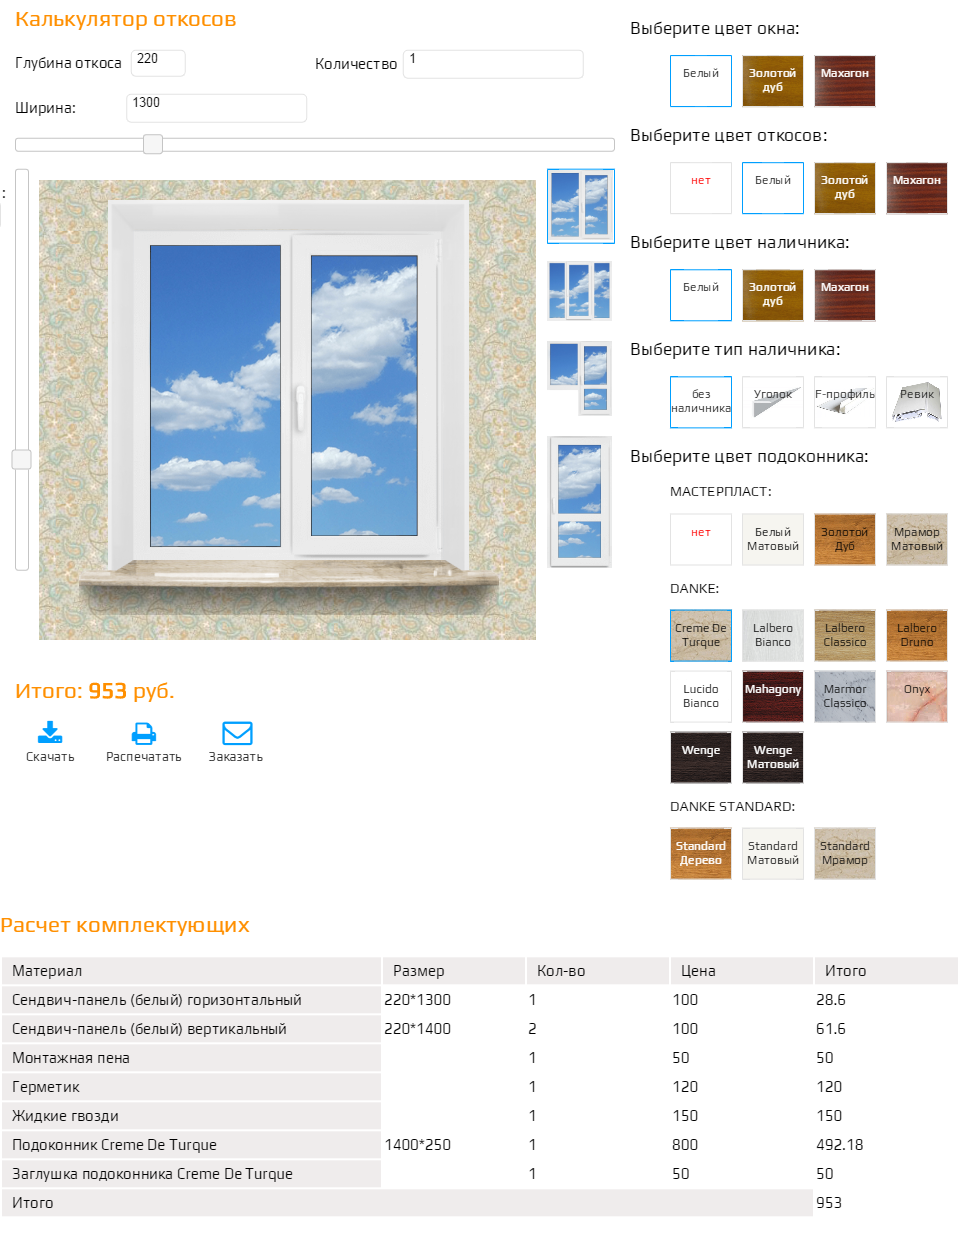 Калькулятор откосов
Глубина откоса 220
Количество 1
Ширина: 1300
:
Итого: 953 руб.
Скачать Распечатать Заказать
Выберите цвет окна:
Белый
Золотой дуб
Махагон
Выберите цвет откосов:
нет
Белый
Золотой дуб
Махагон
Выберите цвет наличника:
Белый
Золотой дуб
Махагон
Выберите тип наличника:
без наличника
Уголок
F-профиль
Ревик
Выберите цвет подоконника:
МАСТЕРПЛАСТ:
нет
Белый Матовый
Золотой Дуб
Мрамор Матовый
DANKE:
Creme De Turque
Lalbero Bianco
Lalbero Classico
Lalbero Druno
Lucido Bianco
Mahagony
Marmor Classico
Onyx
Wenge
Wenge Матовый
DANKE STANDARD:
Standard Дерево
Standard Матовый
Standard Мрамор
Расчет комплектующих
Материал Размер Кол-во Цена Итого
Сендвич-панель (белый) горизонтальный 220*1300 1 100 28.6
Сендвич-панель (белый) вертикальный 220*1400 2 100 61.6
Монтажная пена 1 50 50
Герметик 1 120 120
Жидкие гвозди 1 150 150
Подоконник Creme De Turque 1400*250 1 800 492.18
Заглушка подоконника Creme De Turque 1 50 50
Итого 953